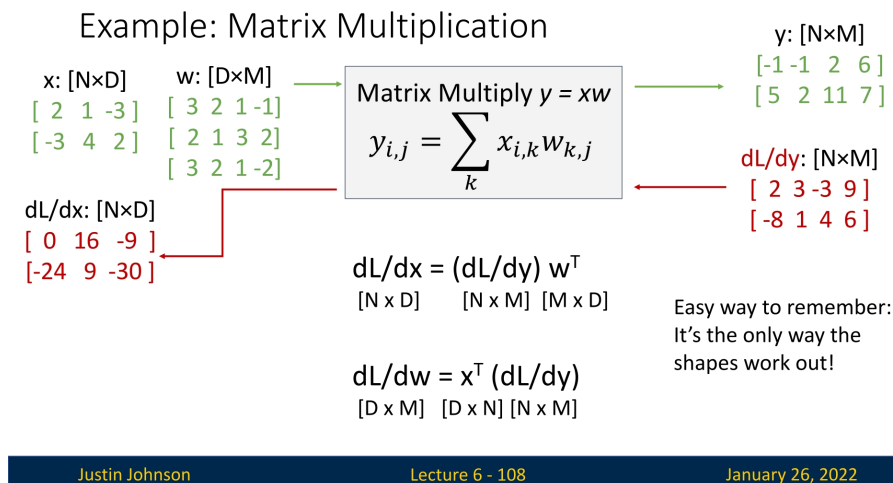 Example: Matrix Multiplication
x: [N×D]
[ 2 1 -3 ]
[ -3 4 2 ]
w: [D×M]
[ 3 2 1 -1]
[ 2 1 3 2]
[ 3 2 1 -2]
Matrix Multiply y = xw
y_{i,j} = ∑_k x_{i,k} w_{k,j}
y: [N×M]
[-1 -1 2 6 ]
[ 5 2 11 7 ]
dL/dy: [N×M]
[ 2 3 -3 9 ]
[ -8 1 4 6 ]
dL/dx: [N×D]
[ 0 16 -9 ]
[-24 9 -30 ]
dL/dx = (dL/dy) wᵀ
[N x D] [N x M] [M x D]
dL/dw = xᵀ (dL/dy)
[D x M] [D x N] [N x M]
Easy way to remember:
It's the only way the
shapes work out!
Justin Johnson
Lecture 6 - 108
January 26, 2022